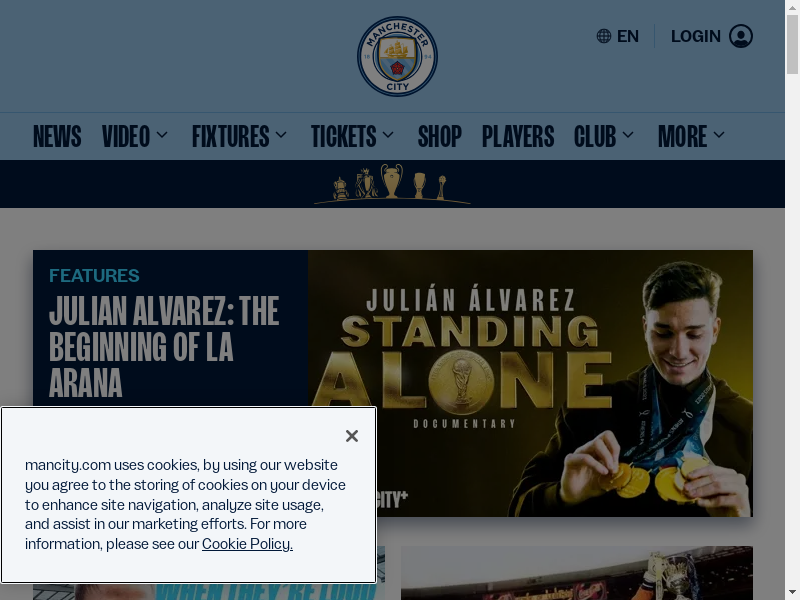 MANCHESTER
18 94
CITY
EN
LOGIN
NEWS VIDEO FIXTURES TICKETS SHOP PLAYERS CLUB MORE
FEATURES
JULIAN ALVAREZ: THE
BEGINNING OF LA
ARANA
JULIÁN ÁLVAREZ
STANDING
ALONE
DOCUMENTARY
CITY+
mancity.com uses cookies, by using our website
you agree to the storing of cookies on your device
to enhance site navigation, analyze site usage,
and assist in our marketing efforts. For more
information, please see our Cookie Policy.
WHEN THEY'RE LOUD